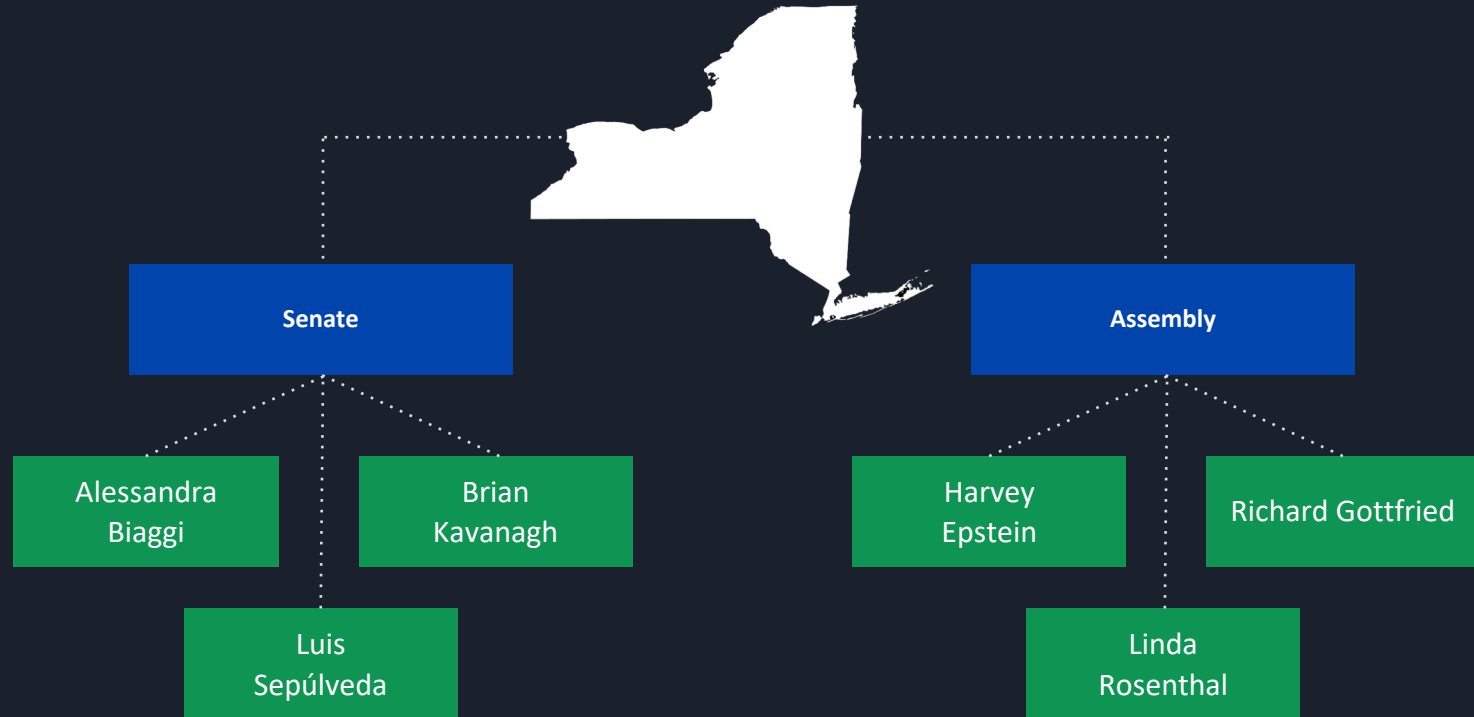 Senate
Assembly
Alessandra
Biaggi
Brian
Kavanagh
Harvey
Epstein
Richard Gottfried
Luis
Sepúlveda
Linda
Rosenthal